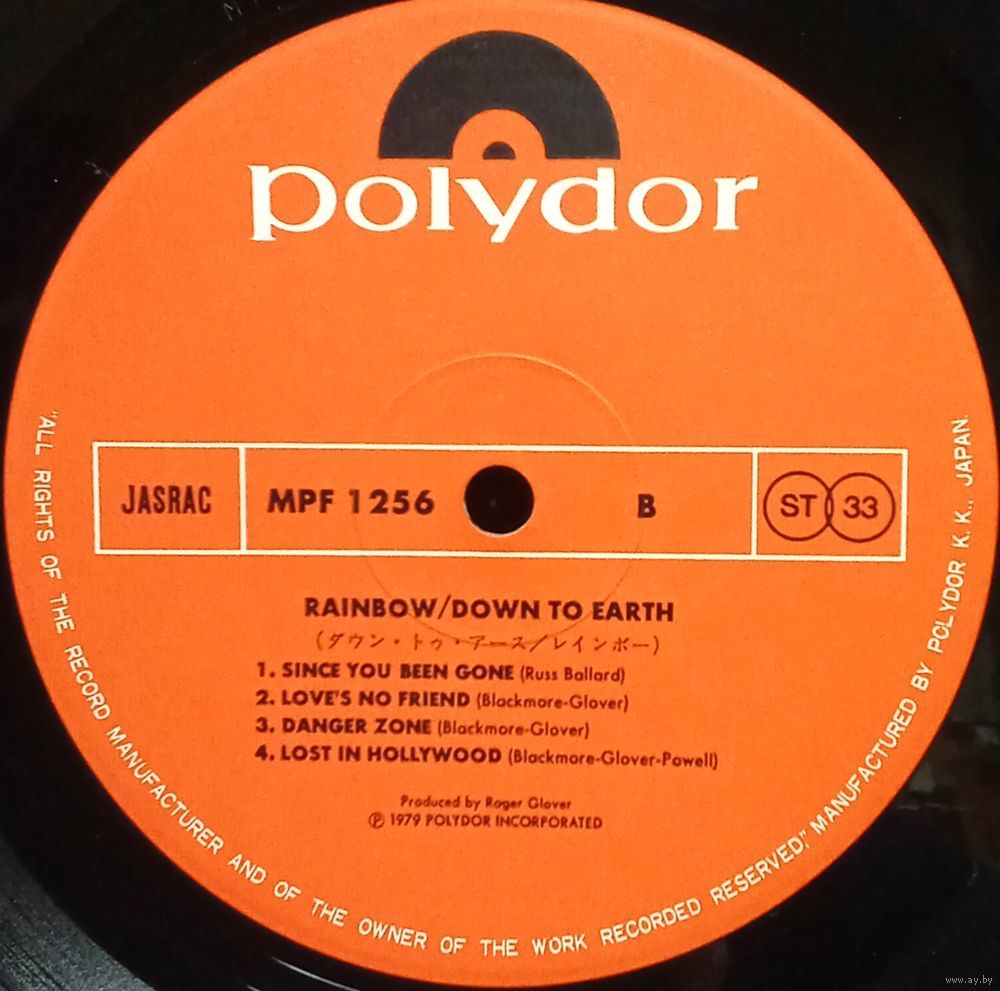 polydor
JASRAC
MPF 1256
B
ST 33
RAINBOW/DOWN TO EARTH
(ダウン・トゥ・アース/レインボー)
1. SINCE YOU BEEN GONE (Russ Ballard)
2. LOVE'S NO FRIEND (Blackmore-Glover)
3. DANGER ZONE (Blackmore-Glover)
4. LOST IN HOLLYWOOD (Blackmore-Glover-Powell)
Produced by Roger Glover
℗ 1979 POLYDOR INCORPORATED
"ALL RIGHTS OF THE RECORD MANUFACTURER AND OF THE OWNER OF THE WORK RECORDED RESERVED," MANUFACTURED BY POLYDOR K.K., JAPAN.
www.ay.by